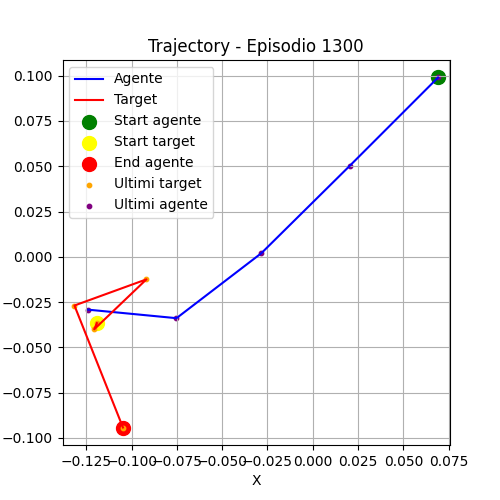 Trajectory - Episodio 1300
Agente
Target
Start agente
Start target
End agente
Ultimi target
Ultimi agente
0.100
0.075
0.050
0.025
0.000
−0.025
−0.050
−0.075
−0.100
−0.125 −0.100 −0.075 −0.050 −0.025 0.000 0.025 0.050 0.075
X